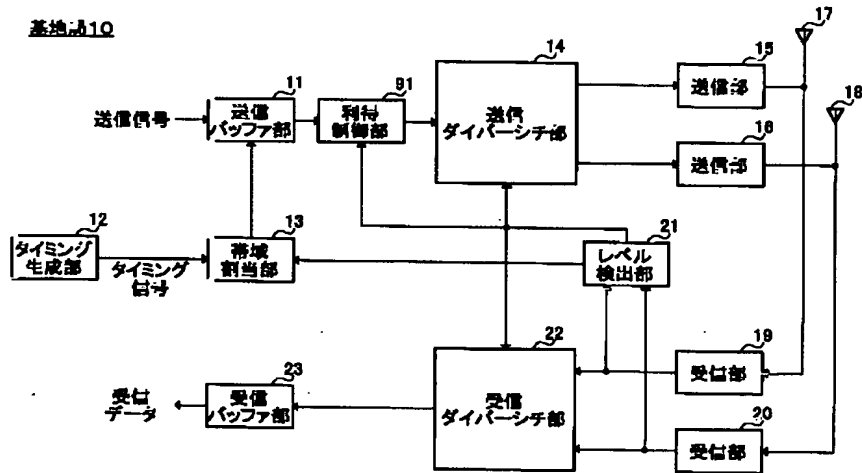 基地局10
17
14
15
11
91
送信部
18
送信信号
送信
バッファ部
利得
制御部
送信
ダイバーシチ部
16
送信部
12
13
21
タイミング
生成部
タイミング
信号
帯域
割当部
レベル
検出部
22
19
23
受信部
受信
データ
受信
バッファ部
受信
ダイバーシチ部
20
受信部